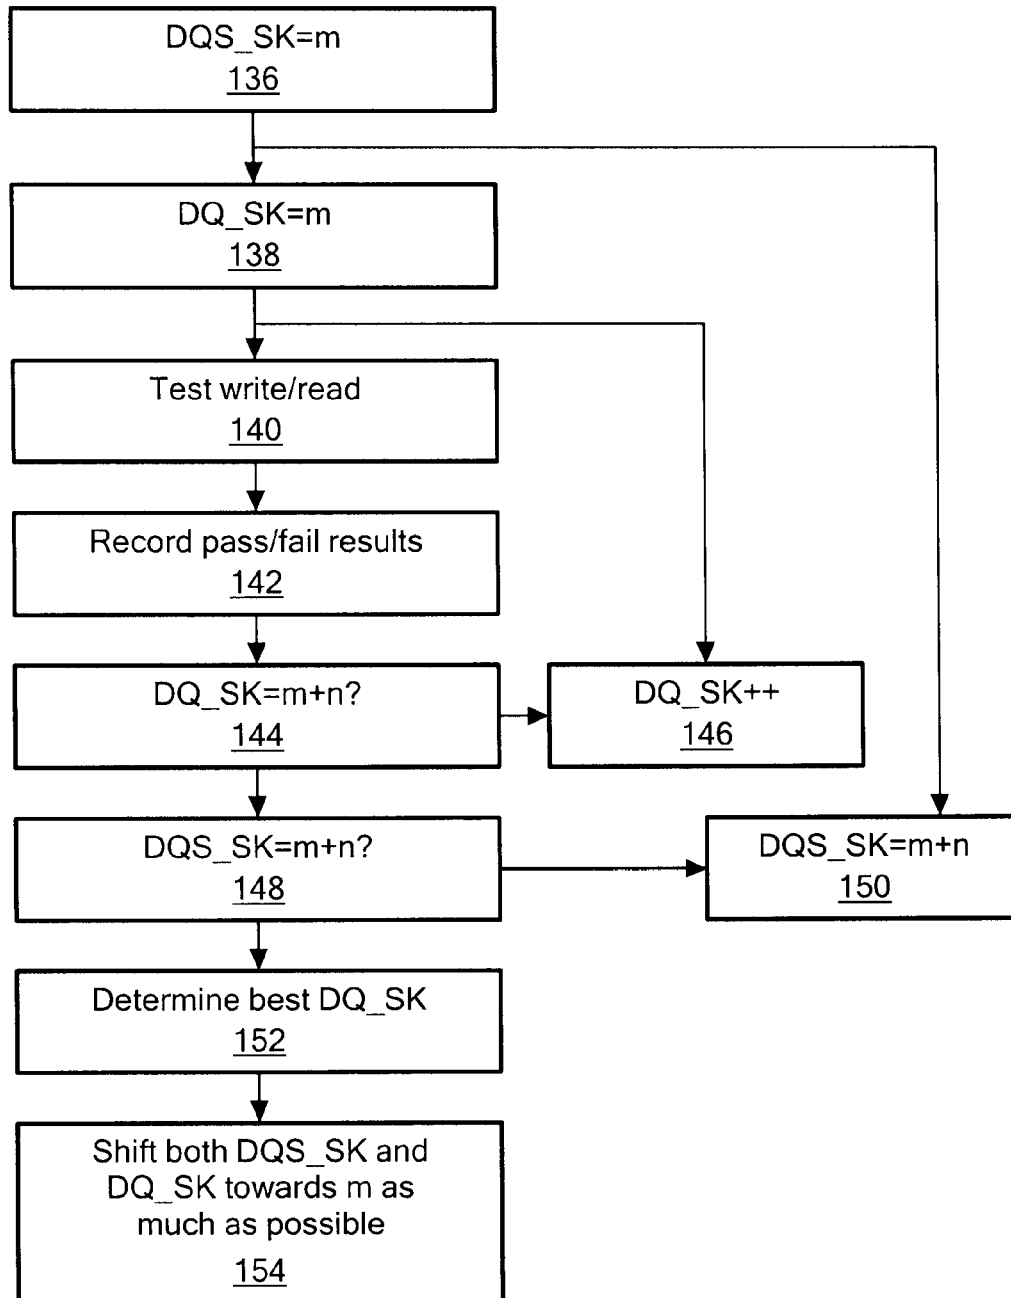 DQS_SK=m
136
DQ_SK=m
138
Test write/read
140
Record pass/fail results
142
DQ_SK=m+n?
144
DQ_SK++
146
DQS_SK=m+n?
148
DQS_SK=m+n
150
Determine best DQ_SK
152
Shift both DQS_SK and
DQ_SK towards m as
much as possible
154